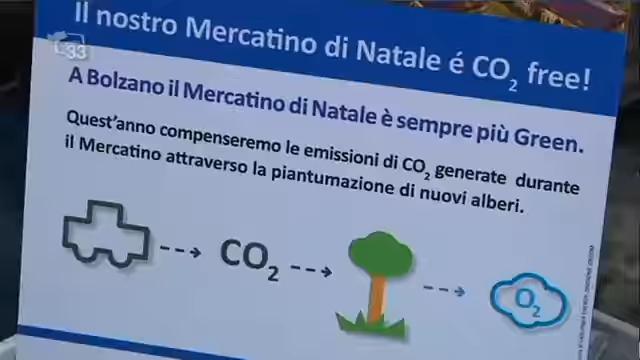 Il nostro Mercatino di Natale é CO₂ free!
33
A Bolzano il Mercatino di Natale è sempre più Green.
Quest'anno compenseremo le emissioni di CO₂ generate durante
il Mercatino attraverso la piantumazione di nuovi alberi.
CO₂
O₂